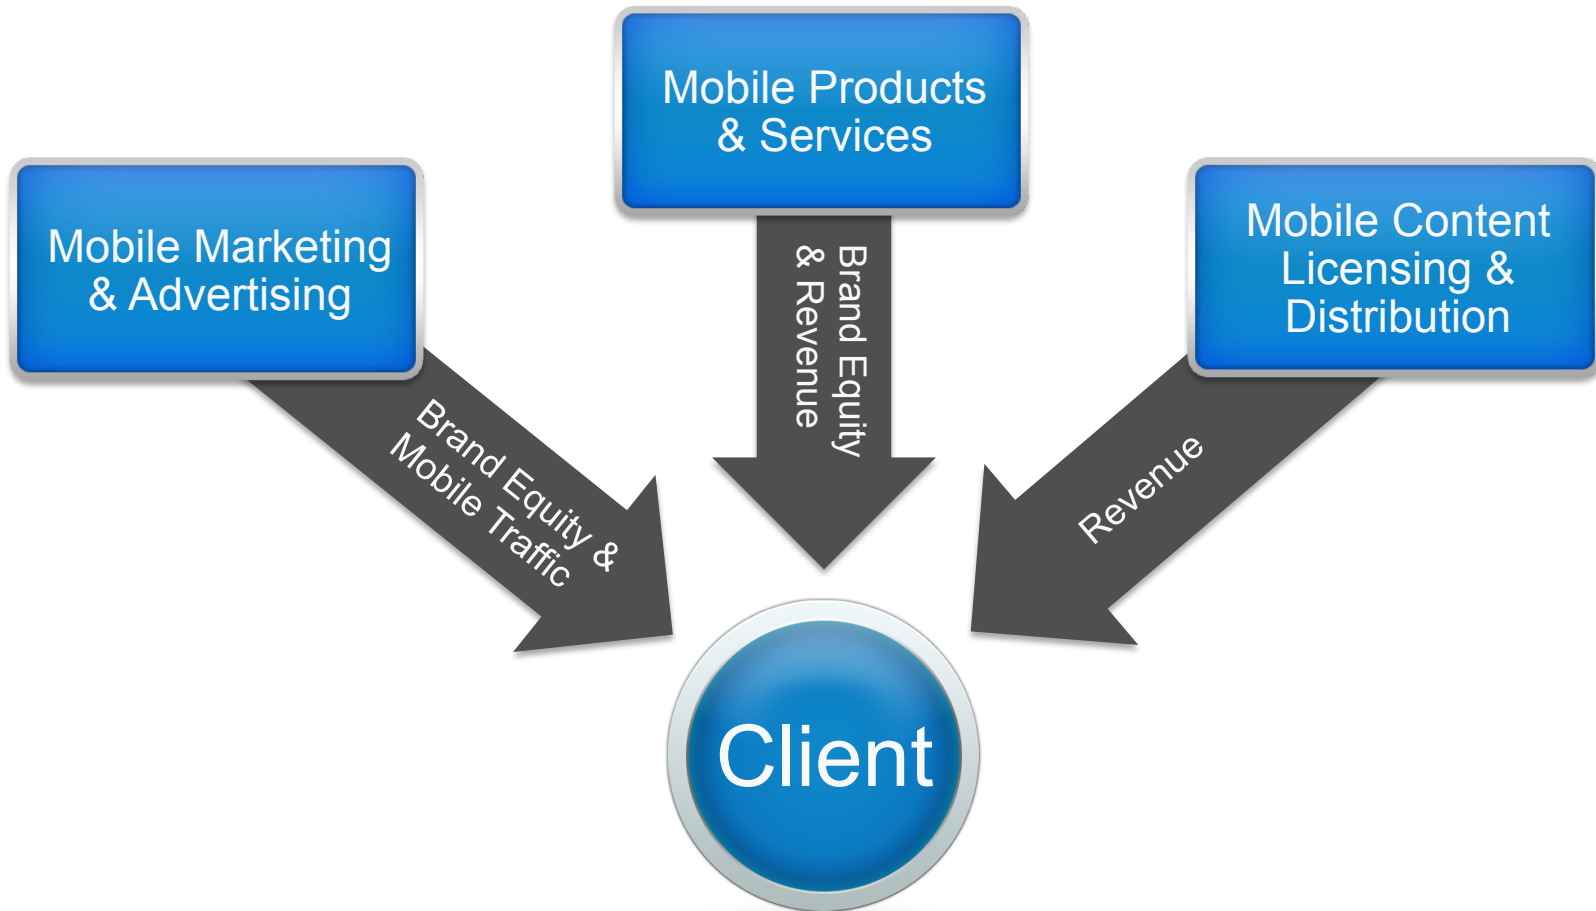 Mobile Products
& Services
Mobile Marketing
& Advertising
Mobile Content
Licensing &
Distribution
Brand Equity &
Mobile Traffic
Brand Equity
& Revenue
Revenue
Client